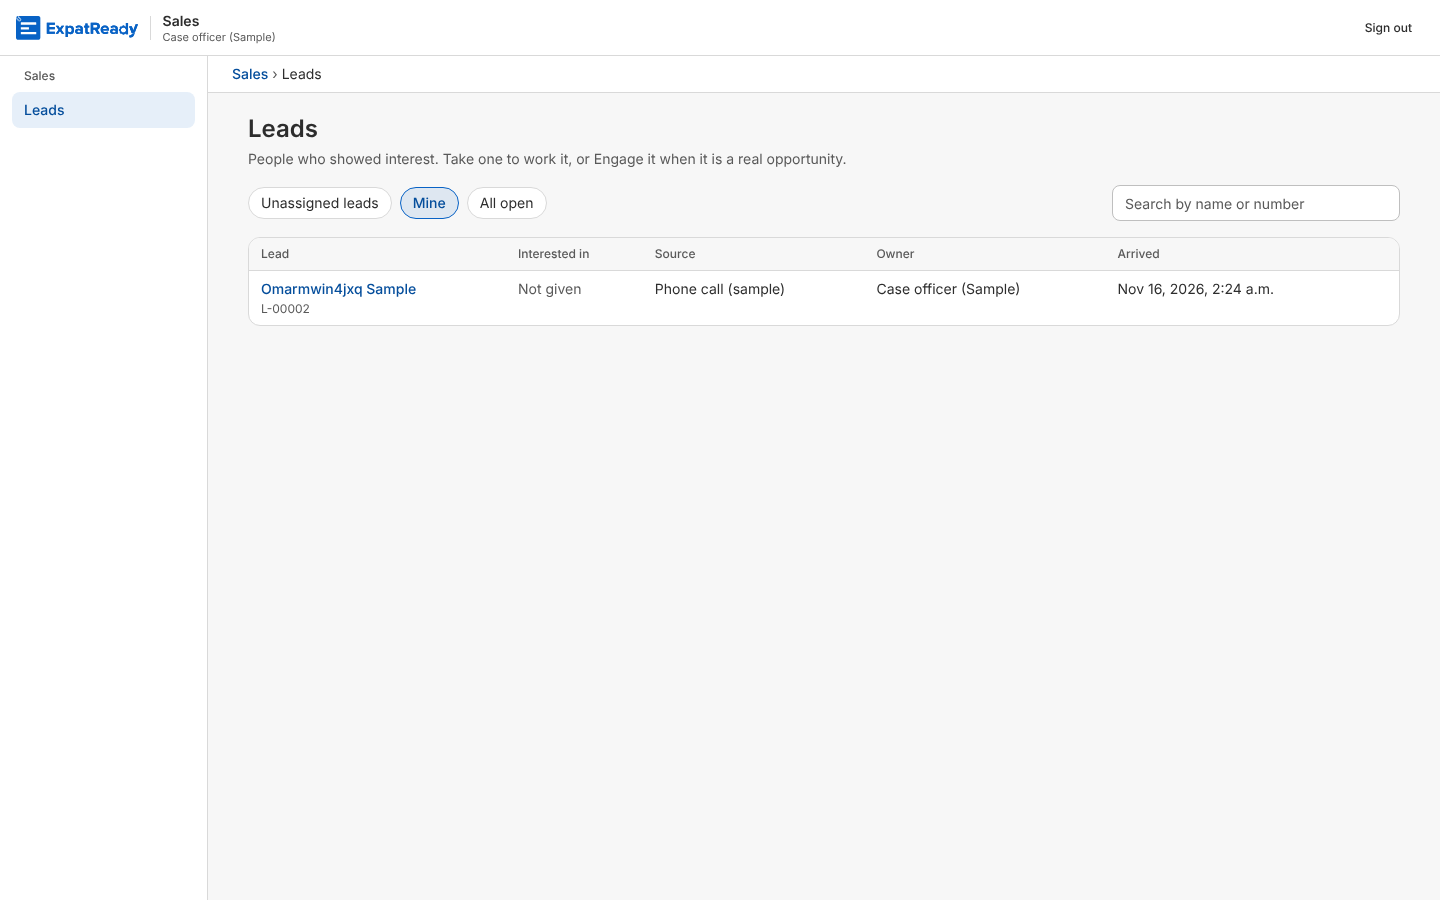 ExpatReady
Sales
Case officer (Sample)
Sign out
Sales
Leads
Sales › Leads
Leads
People who showed interest. Take one to work it, or Engage it when it is a real opportunity.
Unassigned leads
Mine
All open
Search by name or number
Lead
Interested in
Source
Owner
Arrived
Omarmwin4jxq Sample
L-00002
Not given
Phone call (sample)
Case officer (Sample)
Nov 16, 2026, 2:24 a.m.